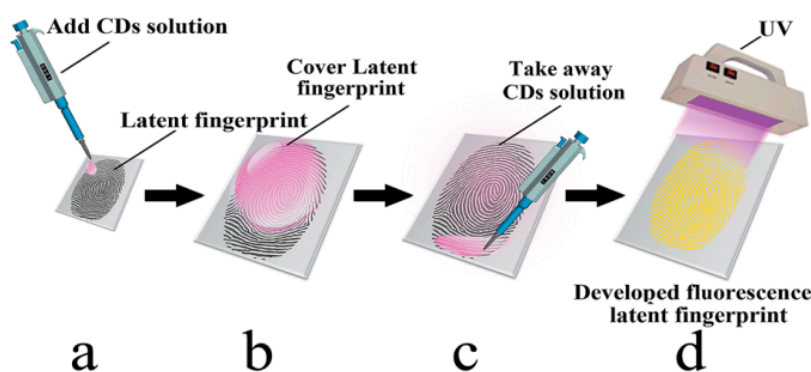 Add CDs solution
Latent fingerprint
Cover Latent
fingerprint
Take away
CDs solution
UV
Developed fluorescence
latent fingerprint
a
b
c
d